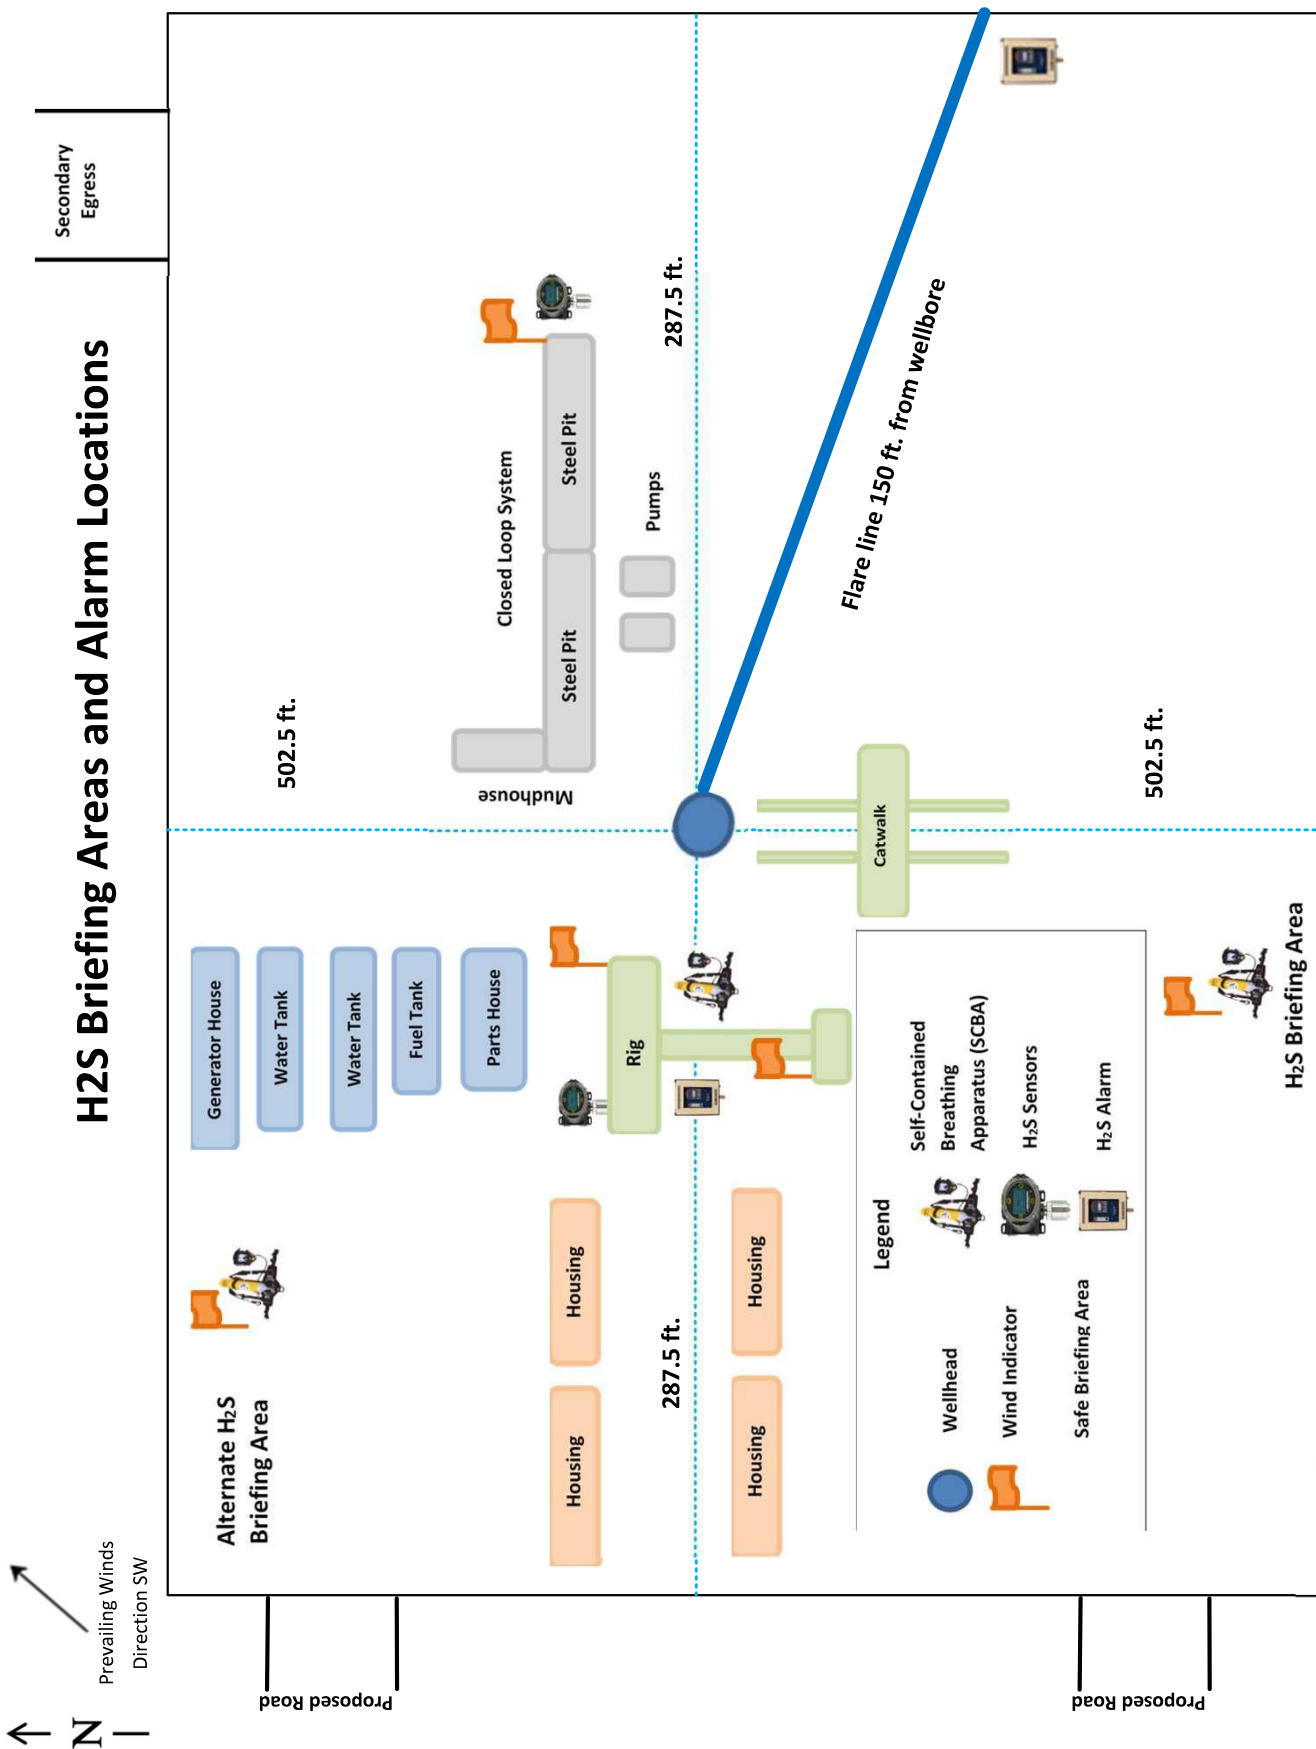 H2S Briefing Areas and Alarm Locations
N
Prevailing Winds
Direction SW
Secondary
Egress
Proposed Road
Alternate H₂S
Briefing Area
Generator House
Water Tank
Water Tank
Fuel Tank
Parts House
502.5 ft.
Closed Loop System
Mudhouse
Steel Pit
Steel Pit
Pumps
Housing
Housing
Rig
287.5 ft.
287.5 ft.
Housing
Housing
Flare line 150 ft. from wellbore
Catwalk
Legend
Wellhead
Wind Indicator
Safe Briefing Area
Self-Contained
Breathing
Apparatus (SCBA)
H₂S Sensors
H₂S Alarm
502.5 ft.
Proposed Road
H₂S Briefing Area